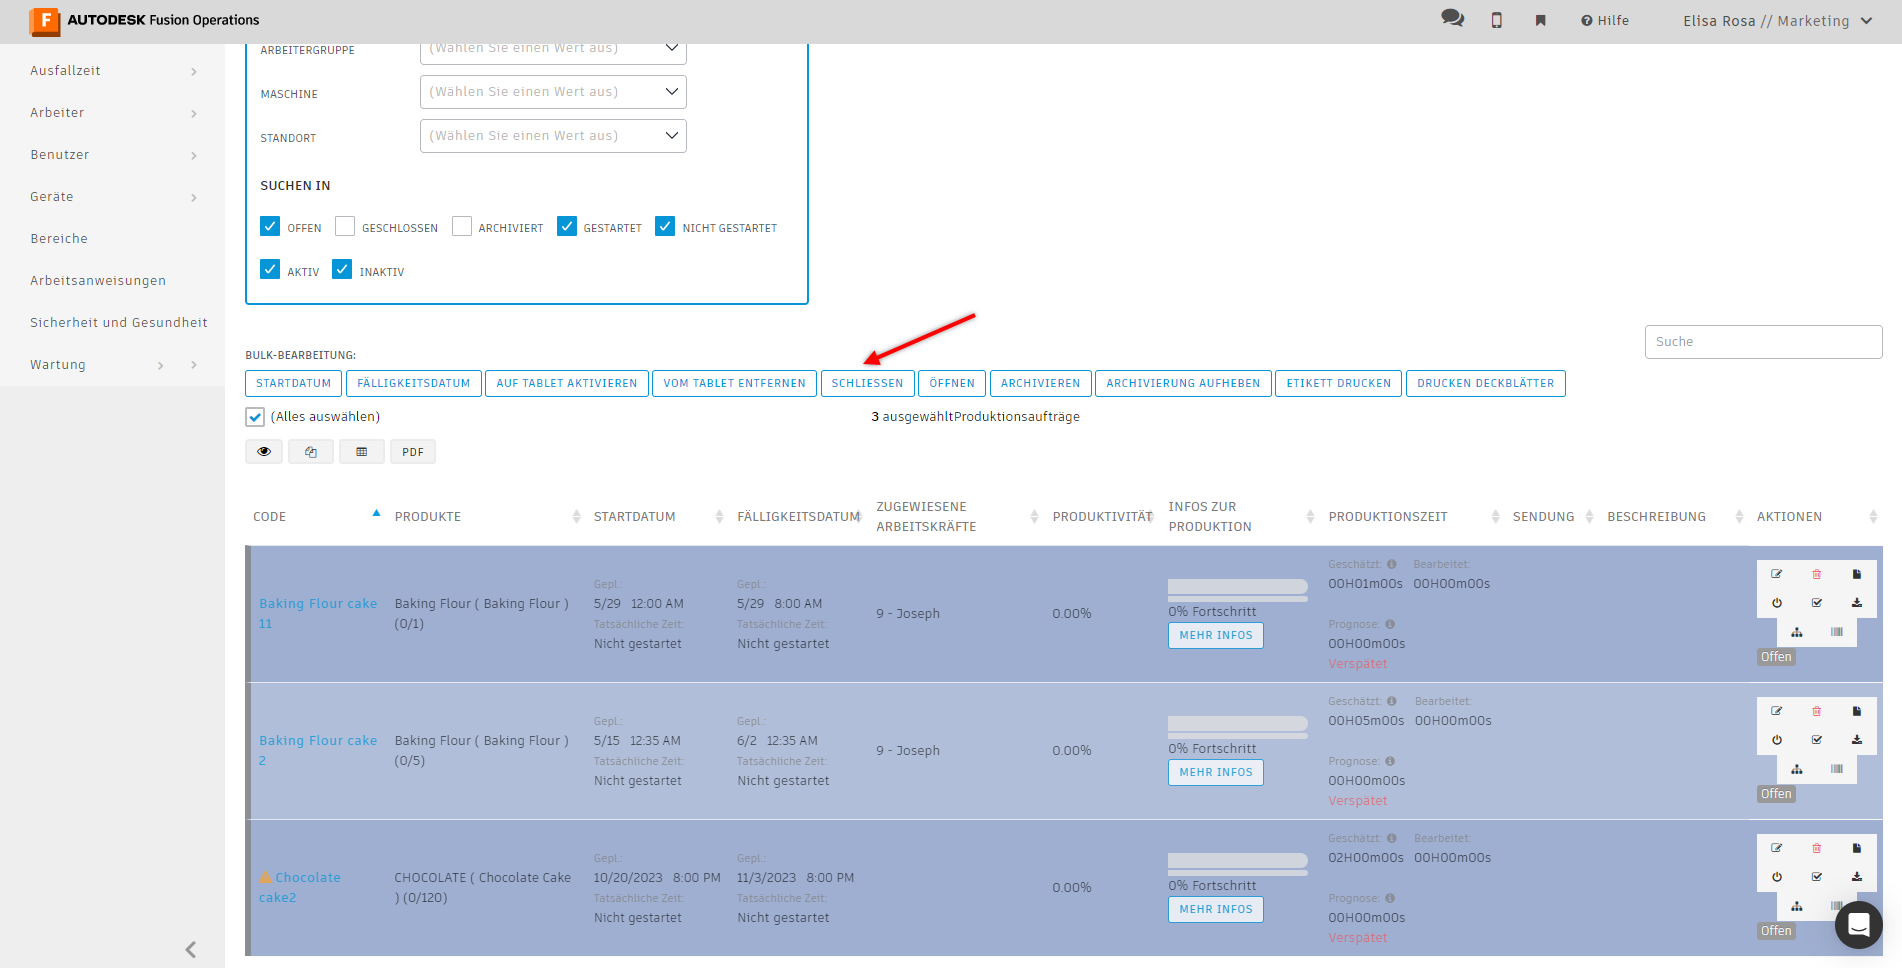 F AUTODESK Fusion Operations
Hilfe
Elisa Rosa // Marketing
Ausfallzeit
Arbeiter
Benutzer
Geräte
Bereiche
Arbeitsanweisungen
Sicherheit und Gesundheit
Wartung
ARBEITERGRUPPE (Wählen Sie einen Wert aus)
MASCHINE (Wählen Sie einen Wert aus)
STANDORT (Wählen Sie einen Wert aus)
SUCHEN IN
OFFEN GESCHLOSSEN ARCHIVIERT GESTARTET NICHT GESTARTET
AKTIV INAKTIV
Suche
BULK-BEARBEITUNG:
STARTDATUM FÄLLIGKEITSDATUM AUF TABLET AKTIVIEREN VOM TABLET ENTFERNEN SCHLIESSEN ÖFFNEN ARCHIVIEREN ARCHIVIERUNG AUFHEBEN ETIKETT DRUCKEN DRUCKEN DECKBLÄTTER
(Alles auswählen) 3 ausgewähltProduktionsaufträge
PDF
CODE PRODUKTE STARTDATUM FÄLLIGKEITSDATUM ZUGEWIESENE ARBEITSKRÄFTE PRODUKTIVITÄT INFOS ZUR PRODUKTION PRODUKTIONSZEIT SENDUNG BESCHREIBUNG AKTIONEN
Baking Flour cake
11
Baking Flour ( Baking Flour )
(0/1)
Gepl.:
5/29 12:00 AM
Tatsächliche Zeit:
Nicht gestartet
Gepl.:
5/29 8:00 AM
Tatsächliche Zeit:
Nicht gestartet
9 - Joseph
0.00%
0% Fortschritt
MEHR INFOS
Geschätzt: Bearbeitet:
00H01m00s 00H00m00s
Prognose:
00H00m00s
Verspätet
Offen
Baking Flour cake
2
Baking Flour ( Baking Flour )
(0/5)
Gepl.:
5/15 12:35 AM
Tatsächliche Zeit:
Nicht gestartet
Gepl.:
6/2 12:35 AM
Tatsächliche Zeit:
Nicht gestartet
9 - Joseph
0.00%
0% Fortschritt
MEHR INFOS
Geschätzt: Bearbeitet:
00H05m00s 00H00m00s
Prognose:
00H00m00s
Verspätet
Offen
Chocolate
cake2
CHOCOLATE ( Chocolate Cake
) (0/120)
Gepl.:
10/20/2023 8:00 PM
Tatsächliche Zeit:
Nicht gestartet
Gepl.:
11/3/2023 8:00 PM
Tatsächliche Zeit:
Nicht gestartet
0.00%
0% Fortschritt
MEHR INFOS
Geschätzt: Bearbeitet:
02H00m00s 00H00m00s
Prognose:
00H00m00s
Verspätet
Offen